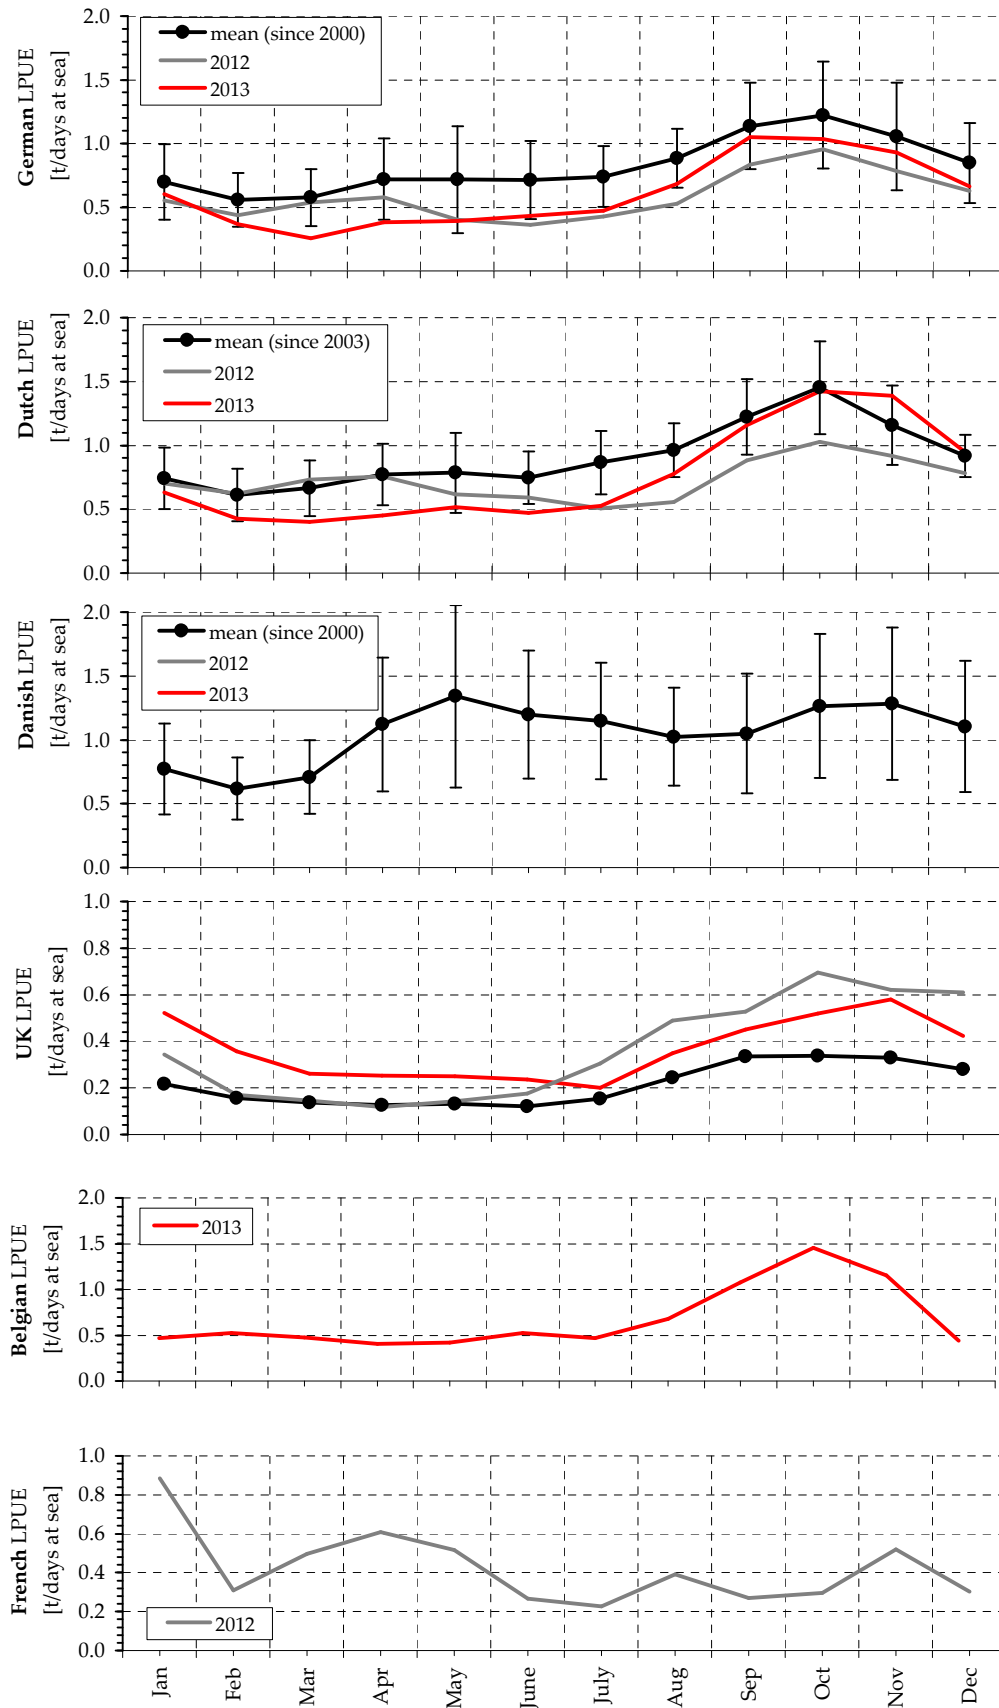 German LPUE
[t/days at sea]
2.0
1.5
1.0
0.5
0.0
mean (since 2000)
2012
2013
Dutch LPUE
[t/days at sea]
2.0
1.5
1.0
0.5
0.0
mean (since 2003)
2012
2013
Danish LPUE
[t/days at sea]
2.0
1.5
1.0
0.5
0.0
mean (since 2000)
2012
2013
UK LPUE
[t/days at sea]
1.0
0.8
0.6
0.4
0.2
0.0
Belgian LPUE
[t/days at sea]
2.0
1.5
1.0
0.5
0.0
2013
French LPUE
[t/days at sea]
1.0
0.8
0.6
0.4
0.2
0.0
2012
Jan
Feb
Mar
Apr
May
June
July
Aug
Sep
Oct
Nov
Dec